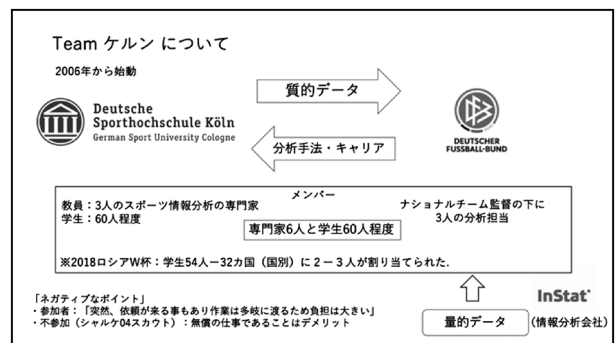 Team ケルン について
2006年から始動
質的データ
Deutsche
Sporthochschule Köln
German Sport University Cologne
DEUTSCHER
FUSSBALL-BUND
分析手法・キャリア
メンバー
教員：3人のスポーツ情報分析の専門家
学生：60人程度
ナショナルチーム監督の下に
3人の分析担当
専門家6人と学生60人程度
※2018ロシアW杯：学生54人ー32カ国（国別）に２－３人が割り当てられた.
「ネガティブなポイント」
・参加者：「突然、依頼が来る事もあり作業は多岐に渡るため負担は大きい」
・不参加（シャルケ04スカウト）：無償の仕事であることはデメリット
量的データ
InStat
(情報分析会社)